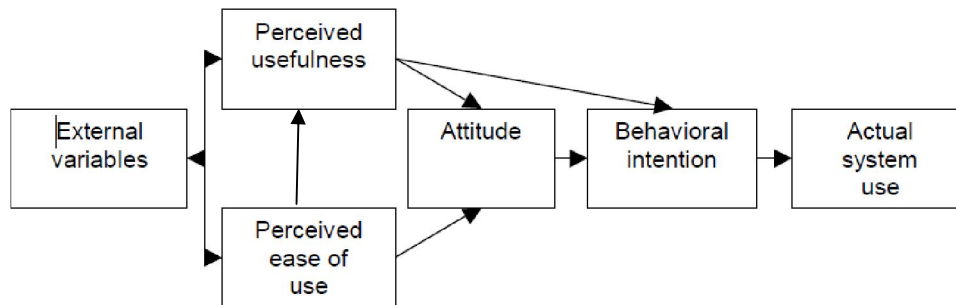 Perceived
usefulness
External
variables
Attitude
Behavioral
intention
Actual
system
use
Perceived
ease of
use